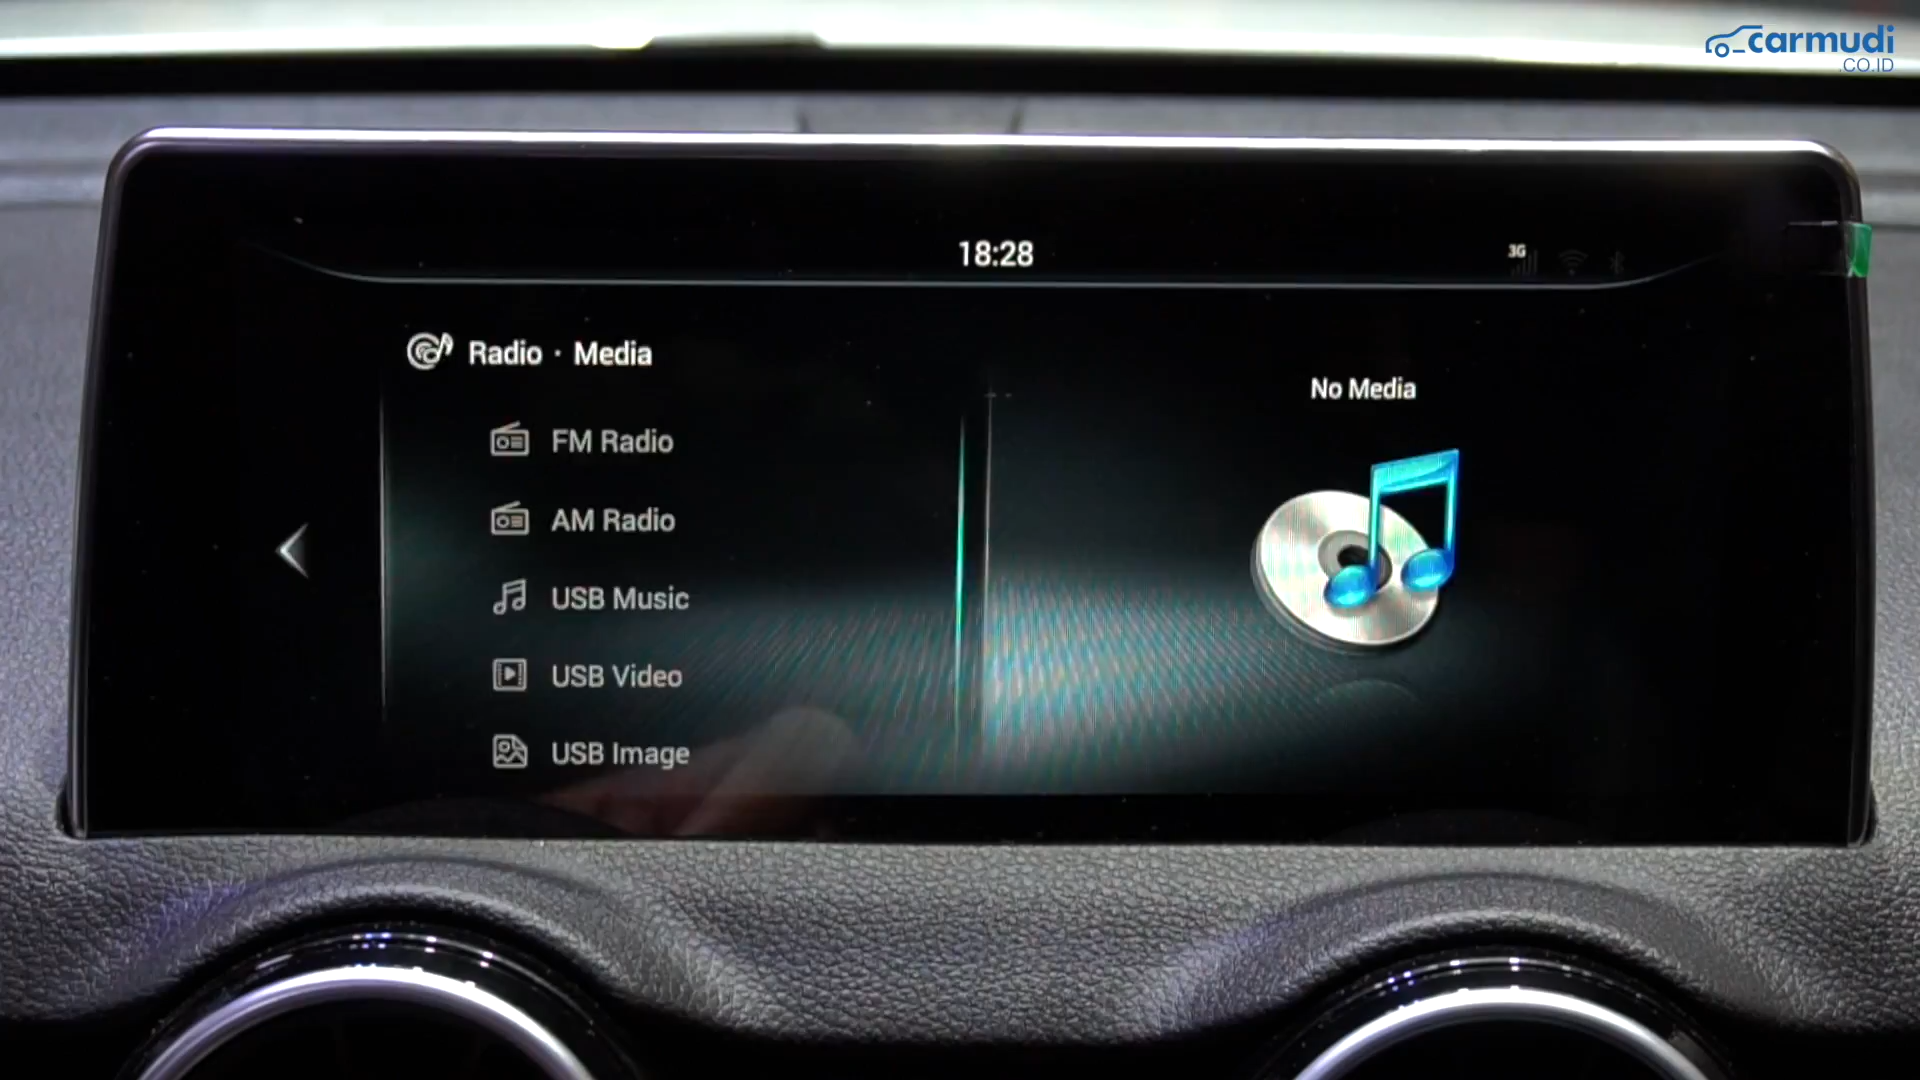 carmudi
.CO.ID
18:28
3G
Radio · Media
No Media
FM Radio
AM Radio
USB Music
USB Video
USB Image